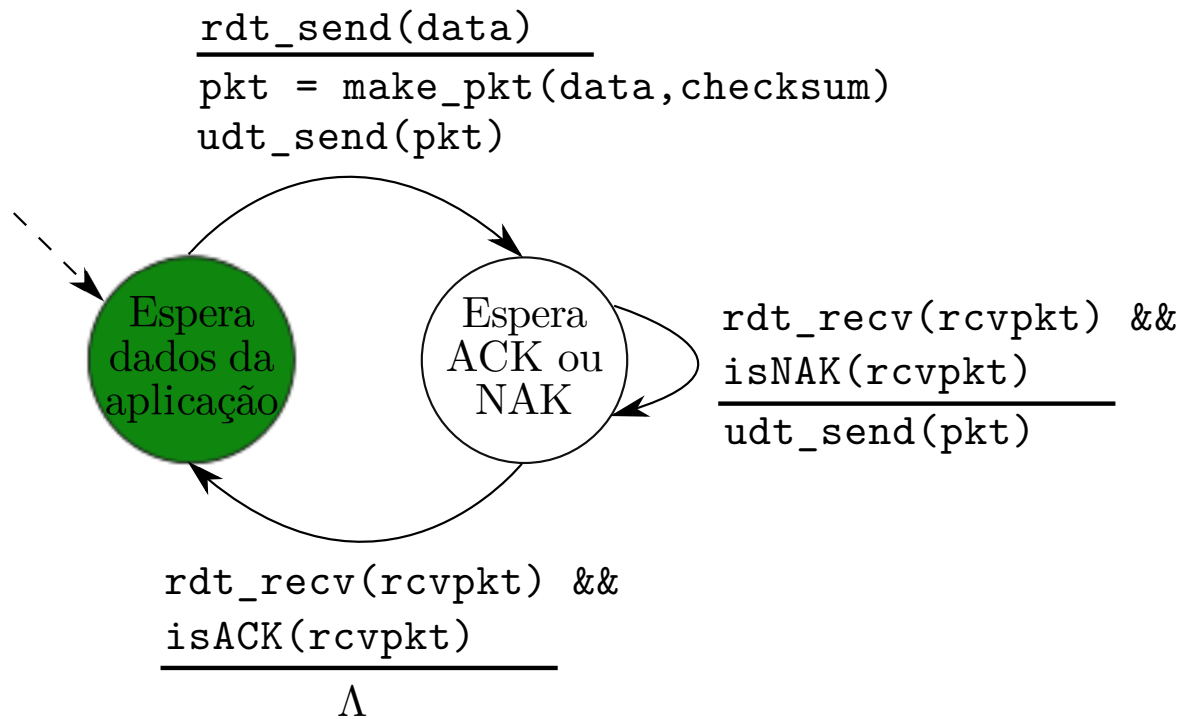 rdt_send(data)
pkt = make_pkt(data,checksum)
udt_send(pkt)
Espera
dados da
aplicação
Espera
ACK ou
NAK
rdt_recv(rcvpkt) &&
isNAK(rcvpkt)
udt_send(pkt)
rdt_recv(rcvpkt) &&
isACK(rcvpkt)
Λ